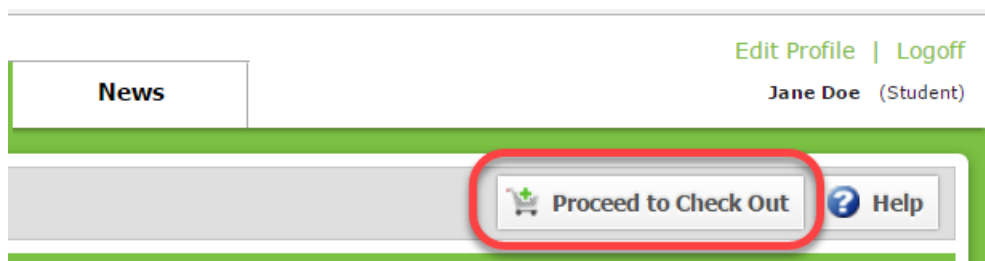 Edit Profile | Logoff
News
Jane Doe (Student)
Proceed to Check Out
Help